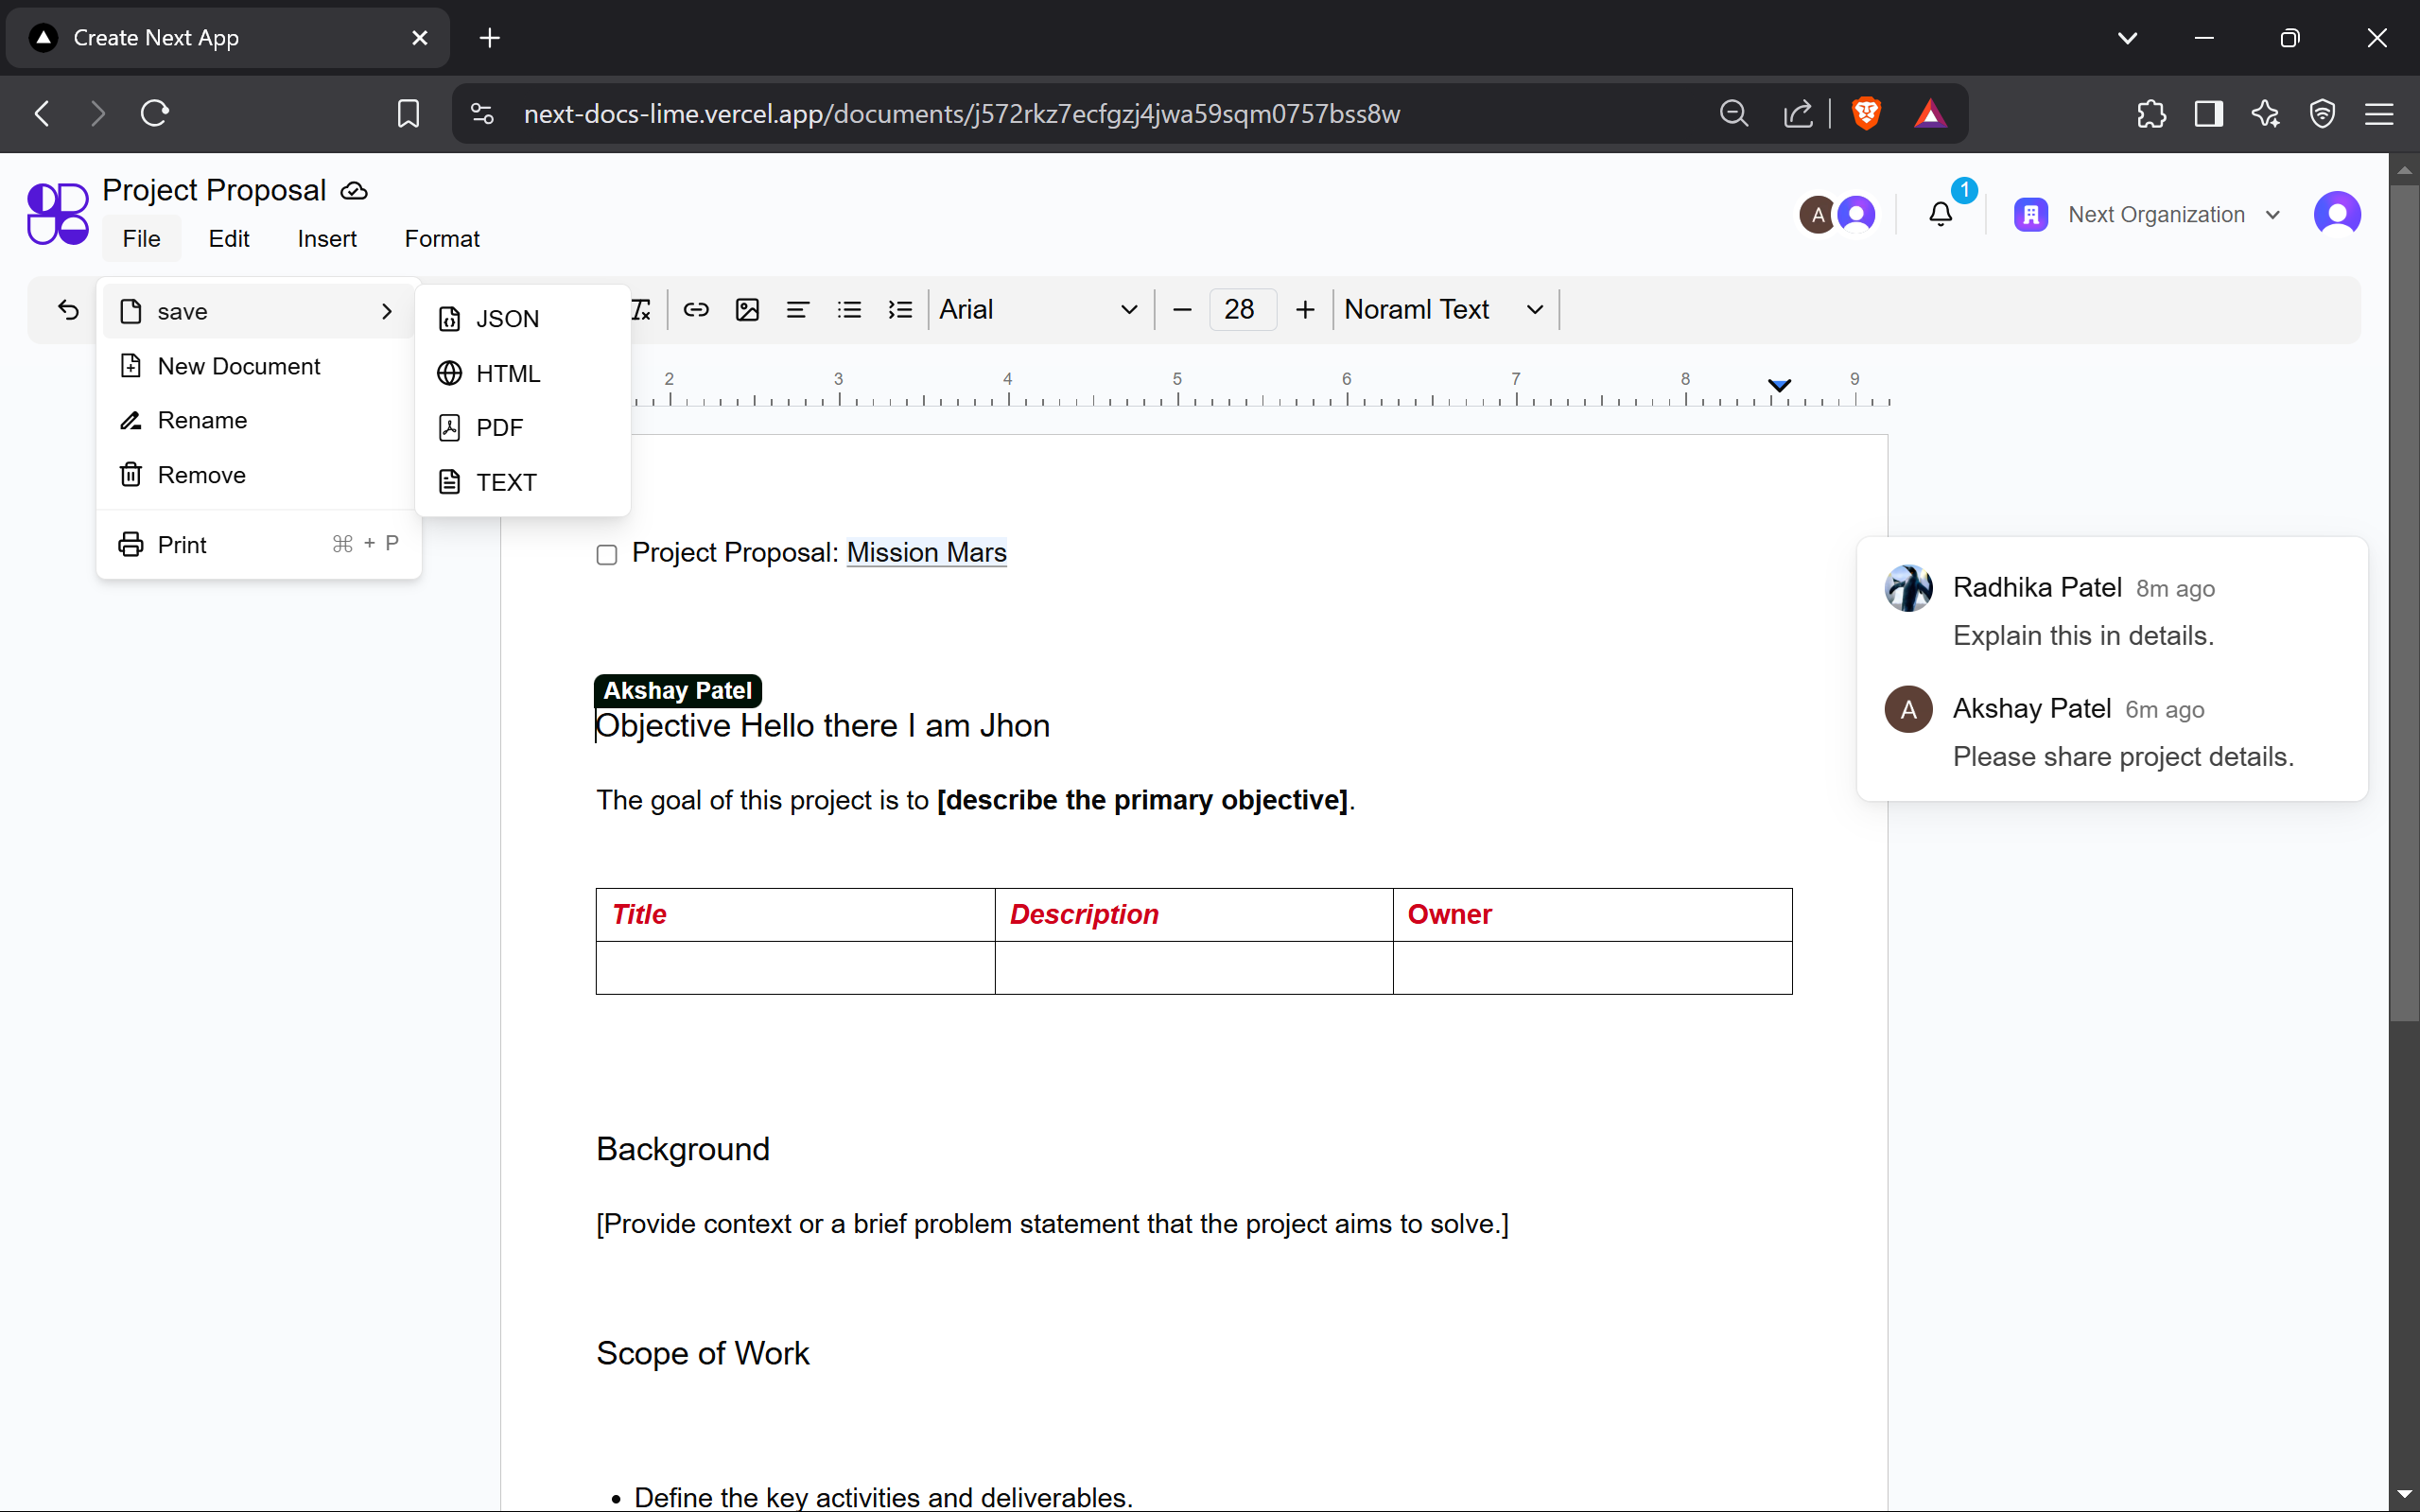 Create Next App
next-docs-lime.vercel.app/documents/j572rkz7ecfgzj4jwa59sqm0757bss8w
Project Proposal
File Edit Insert Format
A
1
Next Organization
save
New Document
Rename
Remove
Print ⌘ + P
JSON
HTML
PDF
TEXT
Arial
28
Noraml Text
2 3 4 5 6 7 8 9
Project Proposal: Mission Mars
Akshay Patel
Objective Hello there I am Jhon
The goal of this project is to [describe the primary objective].
Title Description Owner
Background
[Provide context or a brief problem statement that the project aims to solve.]
Scope of Work
• Define the key activities and deliverables.
Radhika Patel 8m ago
Explain this in details.
A
Akshay Patel 6m ago
Please share project details.